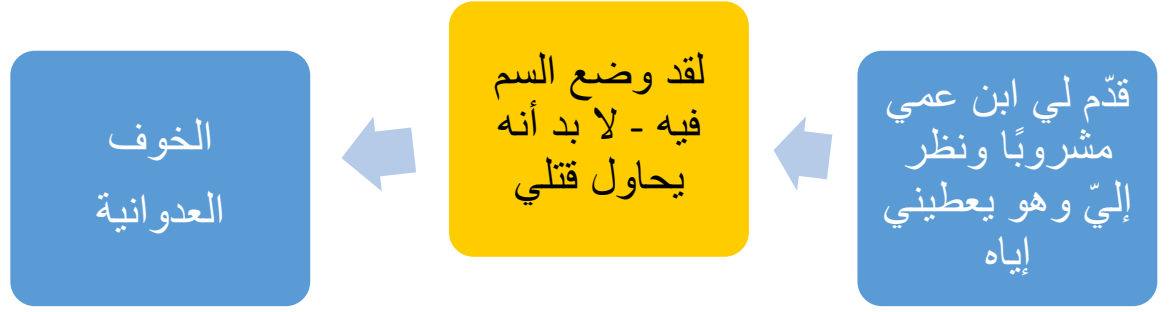 قدّم لي ابن عمي
مشروبًا ونظر
إليّ وهو يعطيني
إياه
لقد وضع السم
فيه - لا بد أنه
يحاول قتلي
الخوف
العدوانية